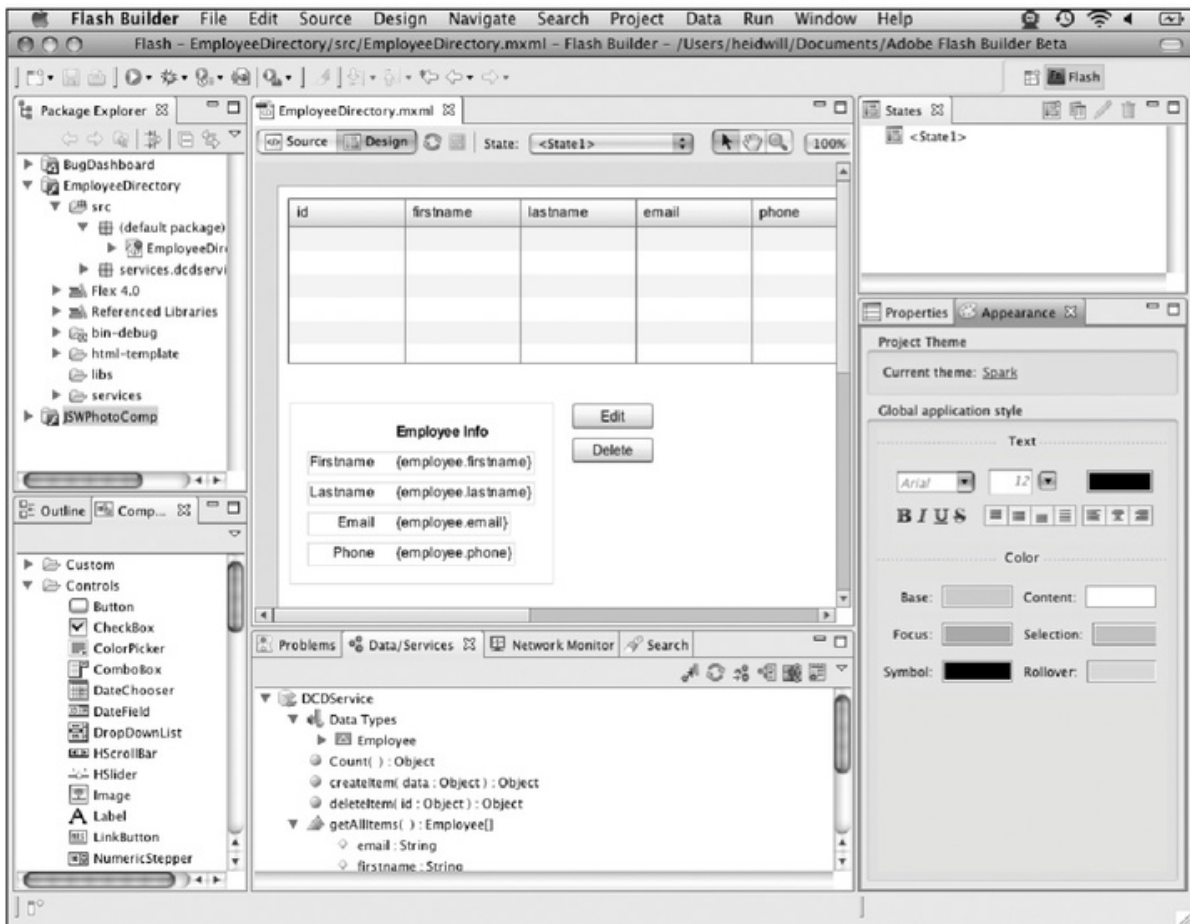 Flash Builder File Edit Source Design Navigate Search Project Data Run Window Help
Flash – EmployeeDirectory/src/EmployeeDirectory.mxml – Flash Builder – /Users/heidwill/Documents/Adobe Flash Builder Beta
Fb Flash
Package Explorer
BugDashboard
EmployeeDirectory
src
(default package)
EmployeeDire
services.dcdservi
Flex 4.0
Referenced Libraries
bin-debug
html-template
libs
services
JSWPhotoComp
Outline Comp...
Custom
Controls
Button
CheckBox
ColorPicker
ComboBox
DateChooser
DateField
DropDownList
HScrollBar
HSlider
Image
Label
LinkButton
NumericStepper
EmployeeDirectory.mxml
Source Design State: <State1> 100%
id firstname lastname email phone
Employee Info
Firstname {employee.firstname}
Lastname {employee.lastname}
Email {employee.email}
Phone {employee.phone}
Edit
Delete
Problems Data/Services Network Monitor Search
DCDService
Data Types
Employee
Count( ) : Object
createItem( data : Object ) : Object
deleteItem( id : Object ) : Object
getAllItems( ) : Employee[]
email : String
firstname : String
States
<State1>
Properties Appearance
Project Theme
Current theme: Spark
Global application style
Text
Arial 12
B I U S
Color
Base: Content:
Focus: Selection:
Symbol: Rollover: